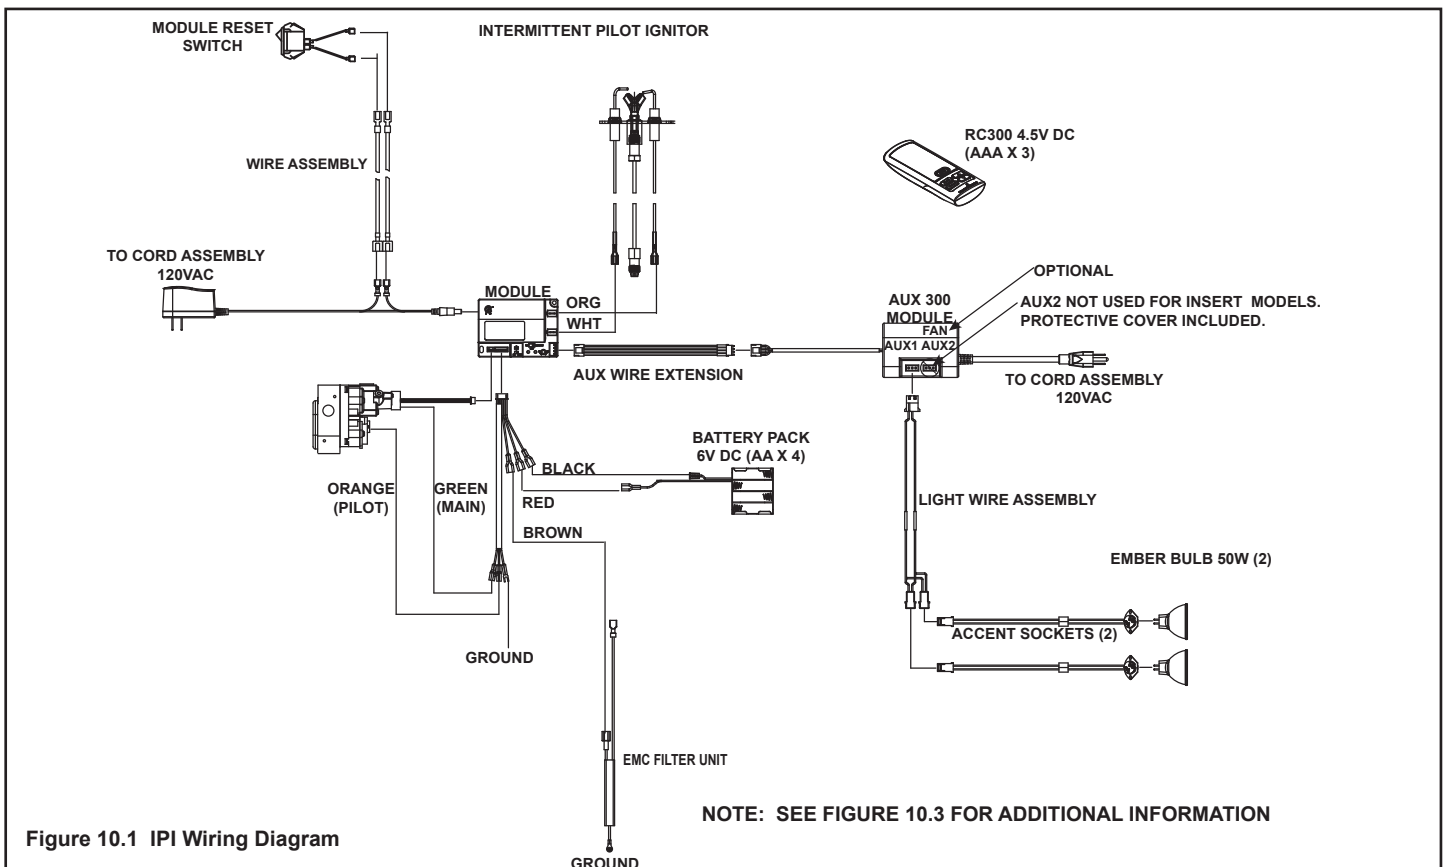 MODULE RESET
SWITCH
INTERMITTENT PILOT IGNITOR
RC300 4.5V DC
(AAA X 3)
WIRE ASSEMBLY
TO CORD ASSEMBLY
120VAC
MODULE
ORG
WHT
OPTIONAL
AUX 300
MODULE
FAN
AUX1 AUX2
AUX2 NOT USED FOR INSERT MODELS.
PROTECTIVE COVER INCLUDED.
AUX WIRE EXTENSION
TO CORD ASSEMBLY
120VAC
BATTERY PACK
6V DC (AA X 4)
BLACK
ORANGE
(PILOT)
GREEN
(MAIN)
RED
LIGHT WIRE ASSEMBLY
BROWN
EMBER BULB 50W (2)
ACCENT SOCKETS (2)
GROUND
EMC FILTER UNIT
NOTE: SEE FIGURE 10.3 FOR ADDITIONAL INFORMATION
Figure 10.1 IPI Wiring Diagram
GROUND